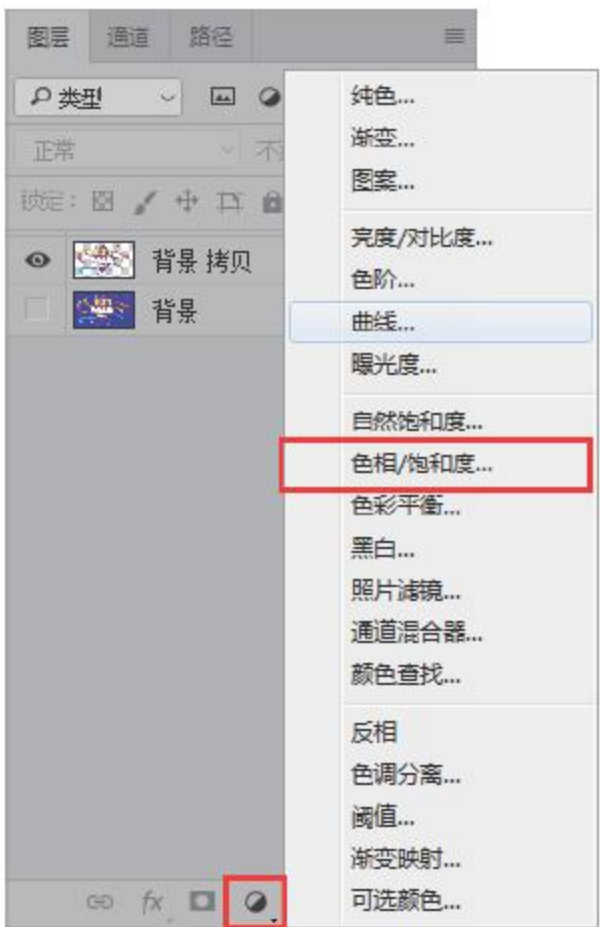 图层 通道 路径
类型
正常 不
锁定：
背景 拷贝
背景
纯色...
渐变...
图案...
亮度/对比度...
色阶...
曲线...
曝光度...
自然饱和度...
色相/饱和度...
色彩平衡...
黑白...
照片滤镜...
通道混合器...
颜色查找...
反相
色调分离...
阈值...
渐变映射...
可选颜色...
fx